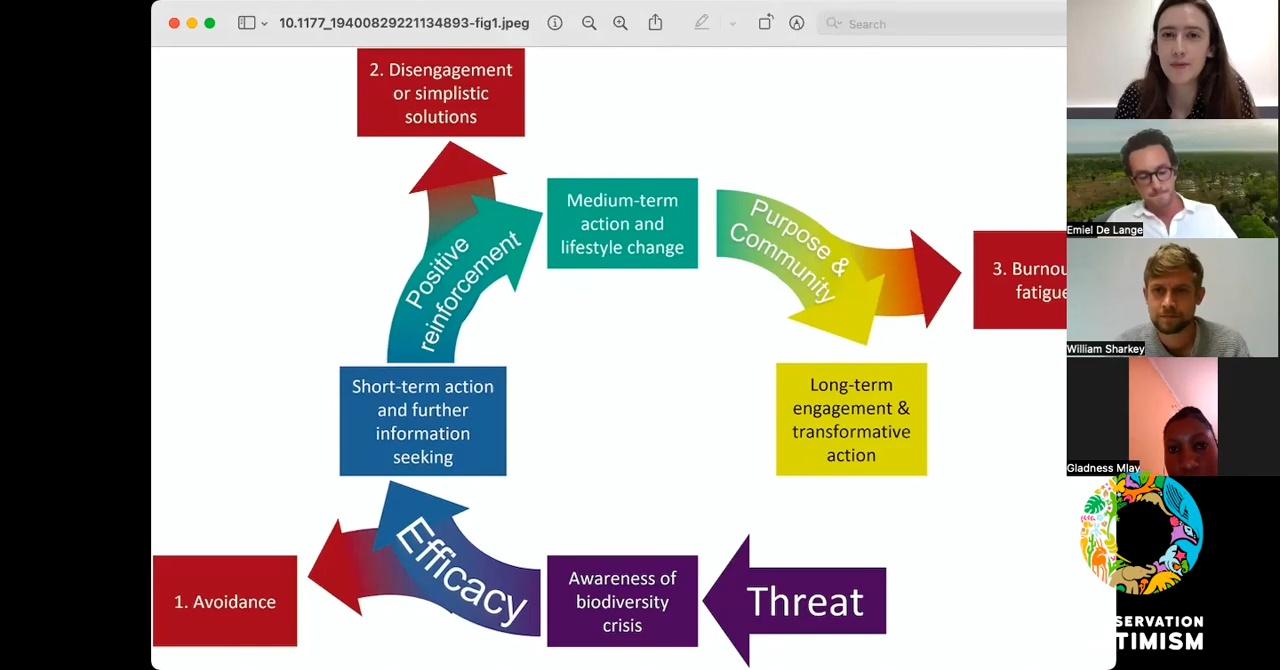 10.1177_19400829221134893-fig1.jpeg
Search
2. Disengagement
or simplistic
solutions
Positive
reinforcement
Medium-term
action and
lifestyle change
Purpose &
Community
3. Burnou
fatigue
Short-term action
and further
information
seeking
Long-term
engagement &
transformative
action
1. Avoidance
Efficacy
Awareness of
biodiversity
crisis
Threat
Emiel De Lange
William Sharkey
Gladness Mlay
SERVATION
TIMISM